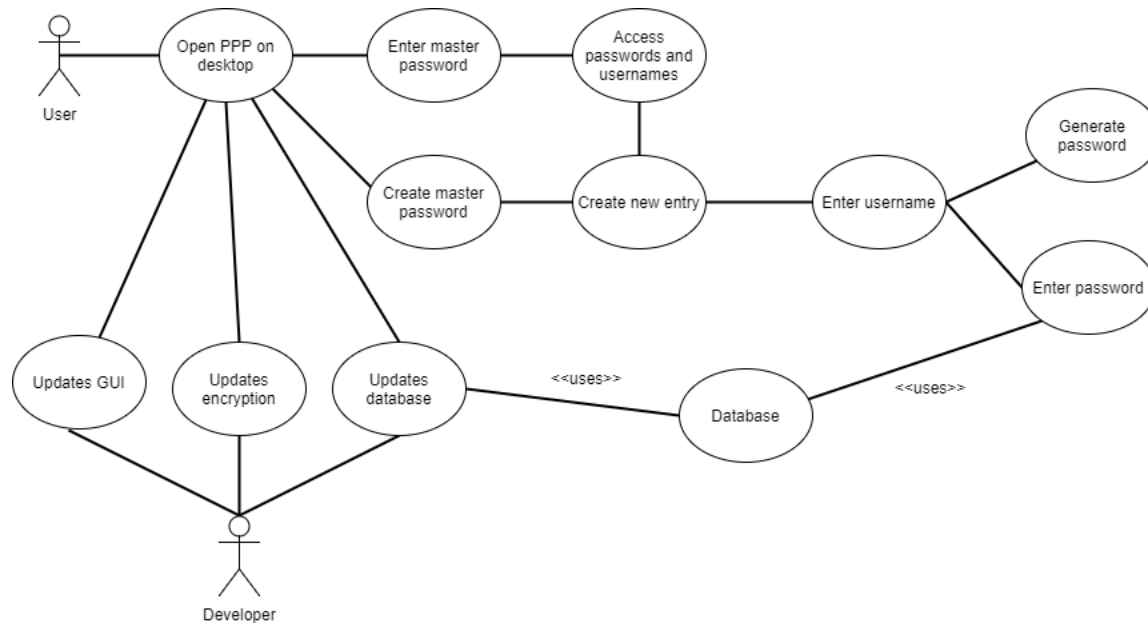 Open PPP on
desktop
Enter master
password
Access
passwords and
usernames
User
Generate
password
Create master
password
Create new entry
Enter username
Enter password
Updates GUI
Updates
encryption
Updates
database
<<uses>>
Database
<<uses>>
Developer